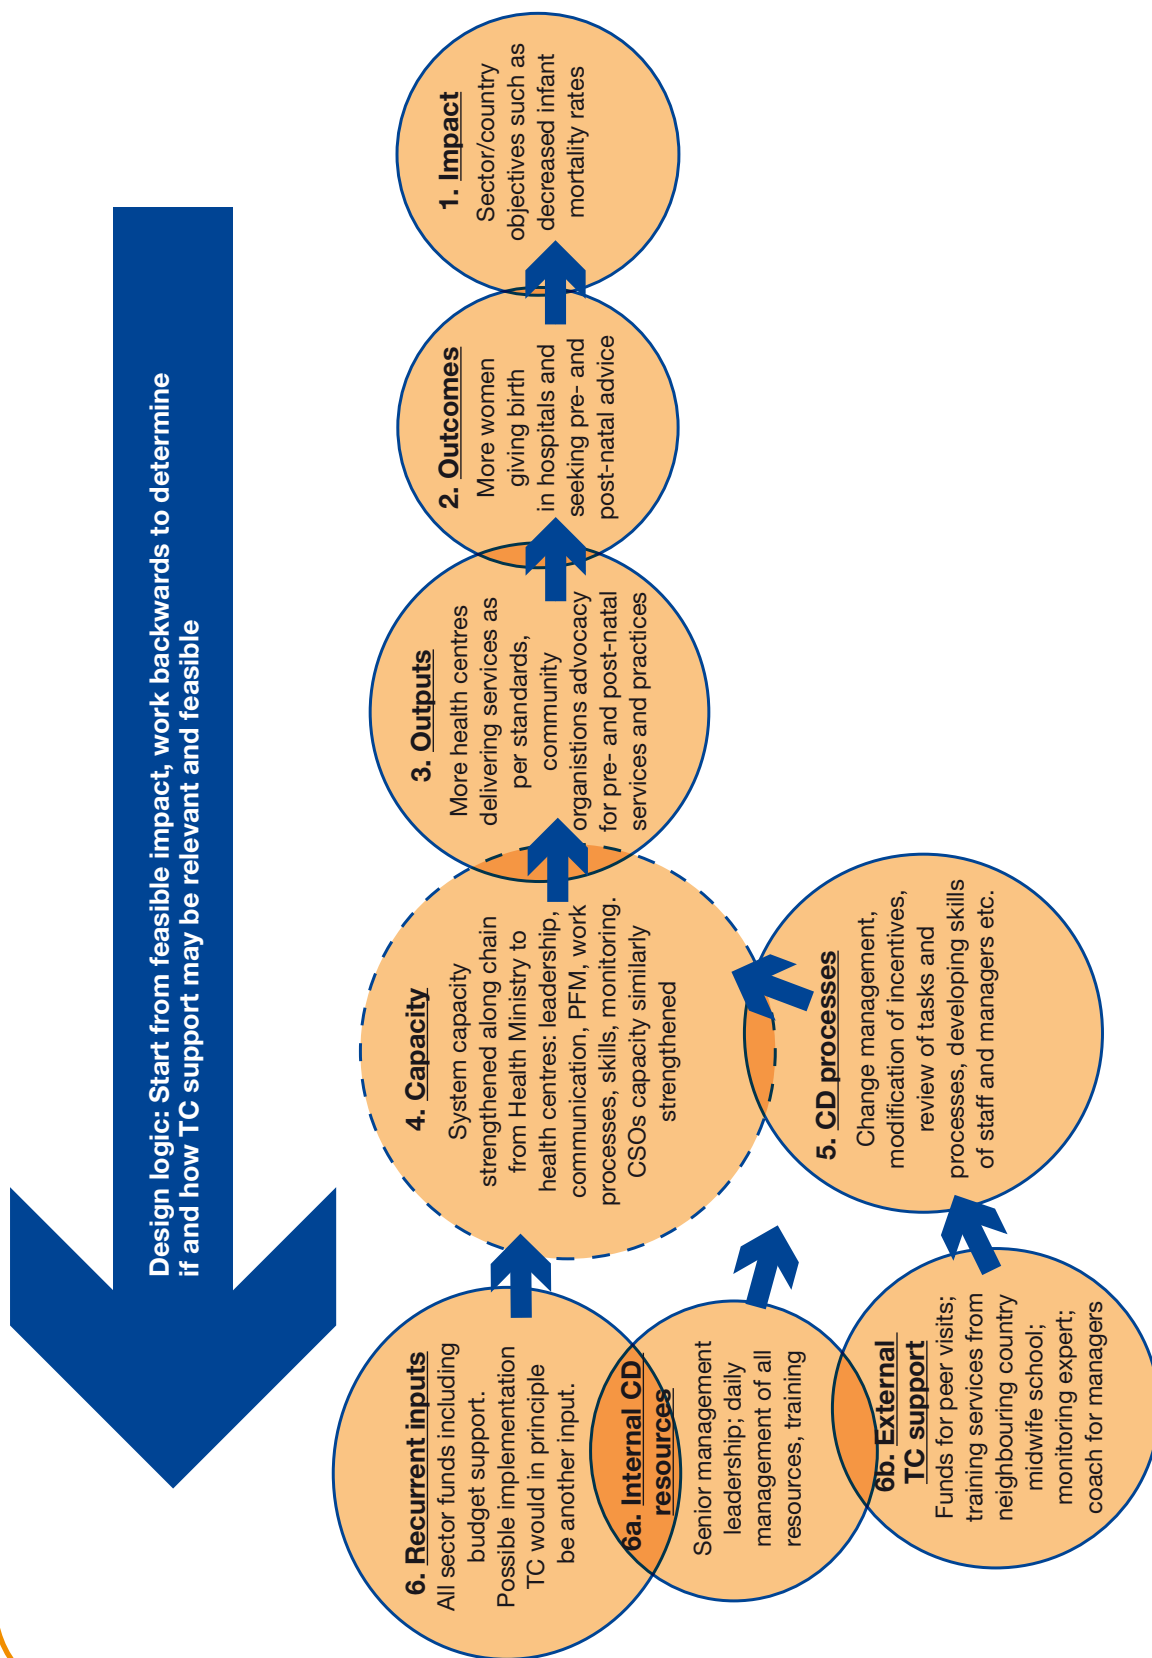 Design logic: Start from feasible impact, work backwards to determine
if and how TC support may be relevant and feasible
6. Recurrent inputs
All sector funds including
budget support.
Possible implementation
TC would in principle
be another input.
6a. Internal CD
resources
Senior management
leadership; daily
management of all
resources, training
6b. External
TC support
Funds for peer visits;
training services from
neighbouring country
midwife school;
monitoring expert;
coach for managers
4. Capacity
System capacity
strengthened along chain
from Health Ministry to
health centres: leadership,
communication, PFM, work
processes, skills, monitoring.
CSOs capacity similarly
strengthened
5. CD processes
Change management,
modification of incentives,
review of tasks and
processes, developing skills
of staff and managers etc.
3. Outputs
More health centres
delivering services as
per standards,
community
organistions advocacy
for pre- and post-natal
services and practices
2. Outcomes
More women
giving birth
in hospitals and
seeking pre- and
post-natal advice
1. Impact
Sector/country
objectives such as
decreased infant
mortality rates